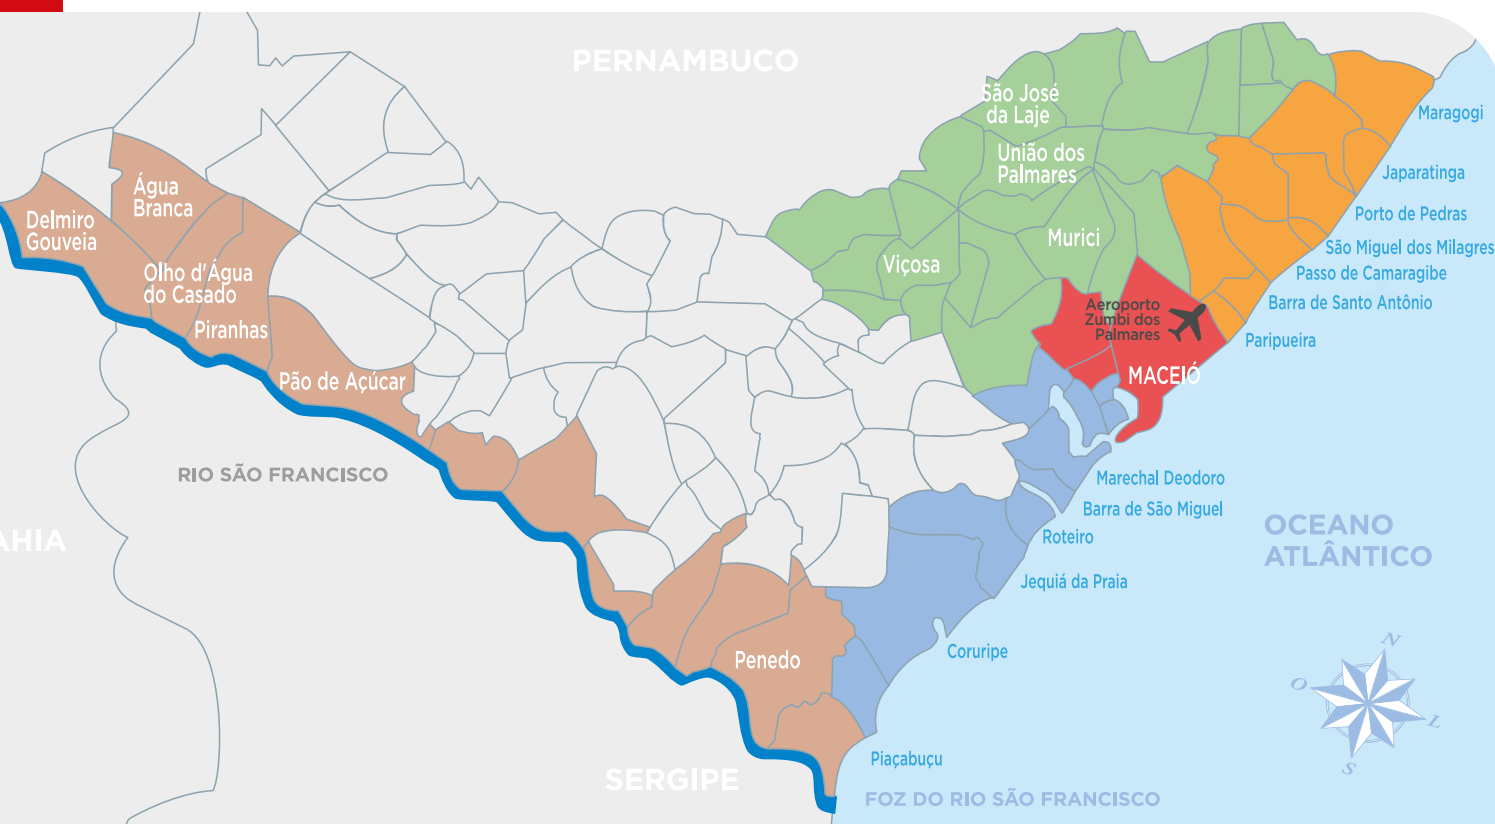 PERNAMBUCO
São José
da Laje
Maragogi
União dos
Palmares
Japaratinga
Água
Branca
Porto de Pedras
Delmiro
Gouveia
Murici
São Miguel dos Milagres
Viçosa
Passo de Camaragibe
Olho d'Água
do Casado
Barra de Santo Antônio
Aeroporto
Zumbi dos
Palmares
Piranhas
Paripueira
Pão de Açúcar
MACEIÓ
RIO SÃO FRANCISCO
Marechal Deodoro
Barra de São Miguel
OCEANO
ATLÂNTICO
AHIA
Roteiro
Jequiá da Praia
Coruripe
Penedo
N
O
L
S
Piaçabuçu
SERGIPE
FOZ DO RIO SÃO FRANCISCO